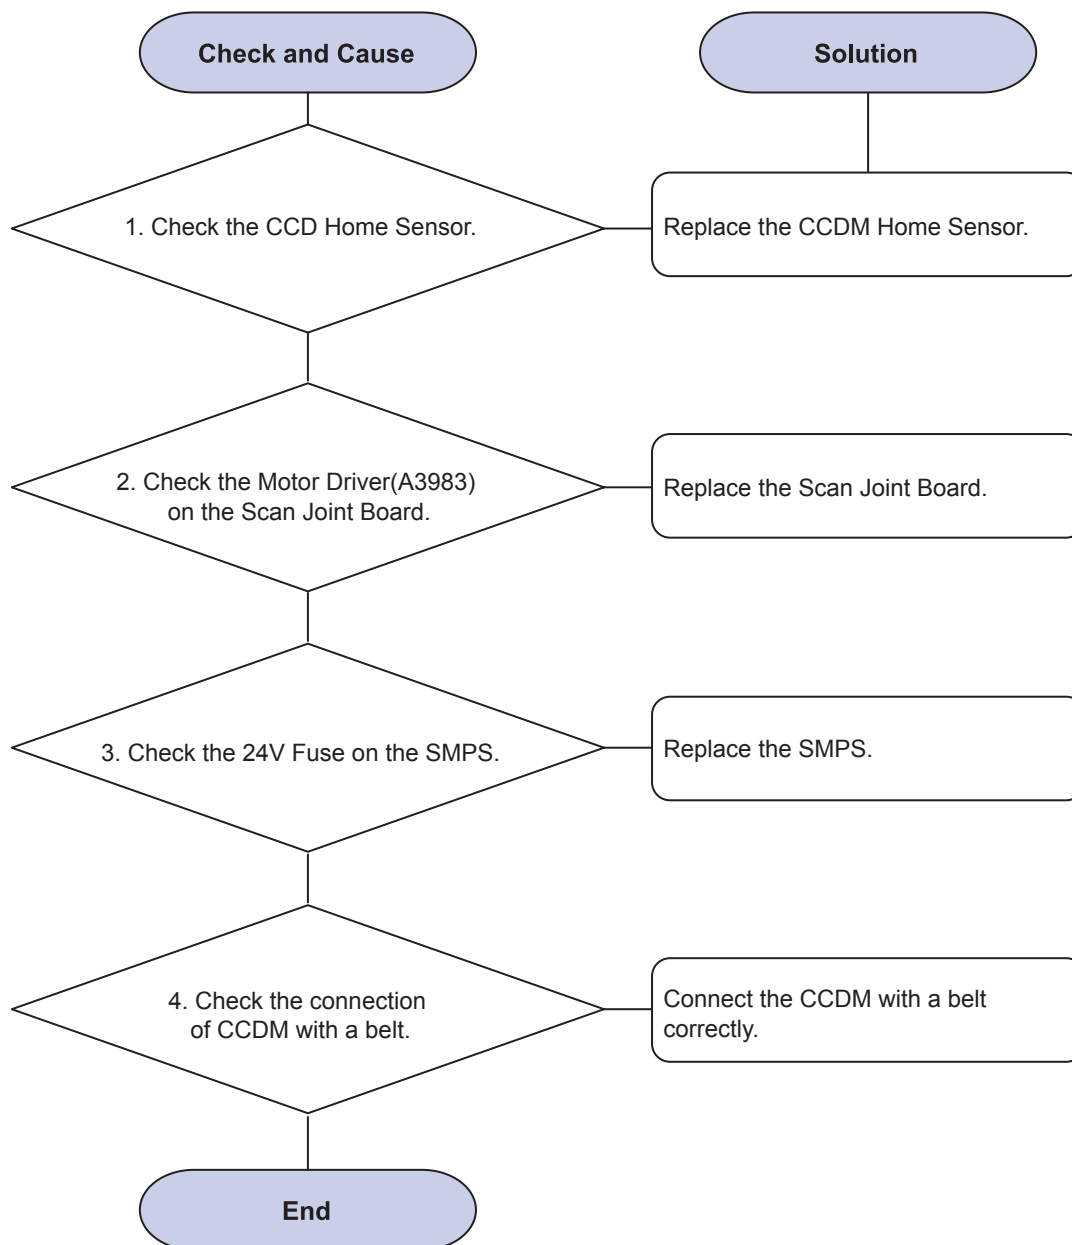 Check and Cause
Solution
1. Check the CCD Home Sensor.
Replace the CCDM Home Sensor.
2. Check the Motor Driver(A3983)
on the Scan Joint Board.
Replace the Scan Joint Board.
3. Check the 24V Fuse on the SMPS.
Replace the SMPS.
4. Check the connection
of CCDM with a belt.
Connect the CCDM with a belt
correctly.
End